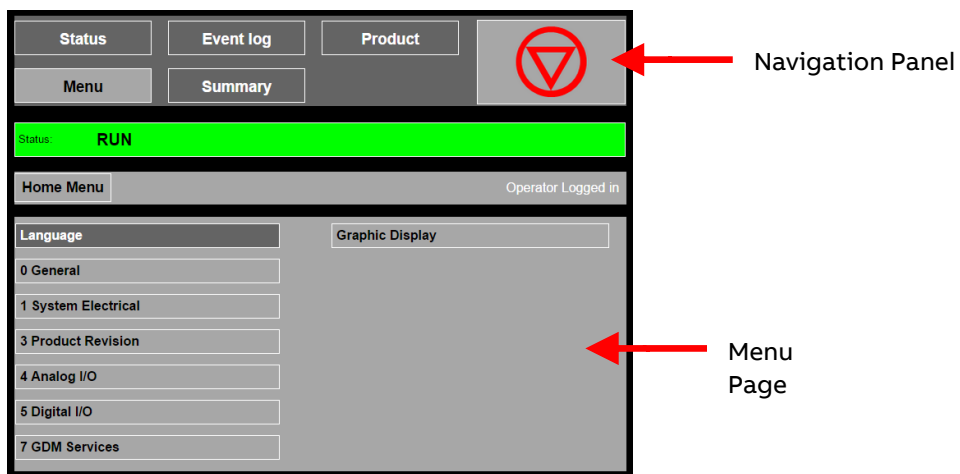 Status Event log Product
Navigation Panel
Menu Summary
Status: RUN
Home Menu Operator Logged in
Language Graphic Display
0 General
1 System Electrical
3 Product Revision
4 Analog I/O
5 Digital I/O
7 GDM Services
Menu
Page